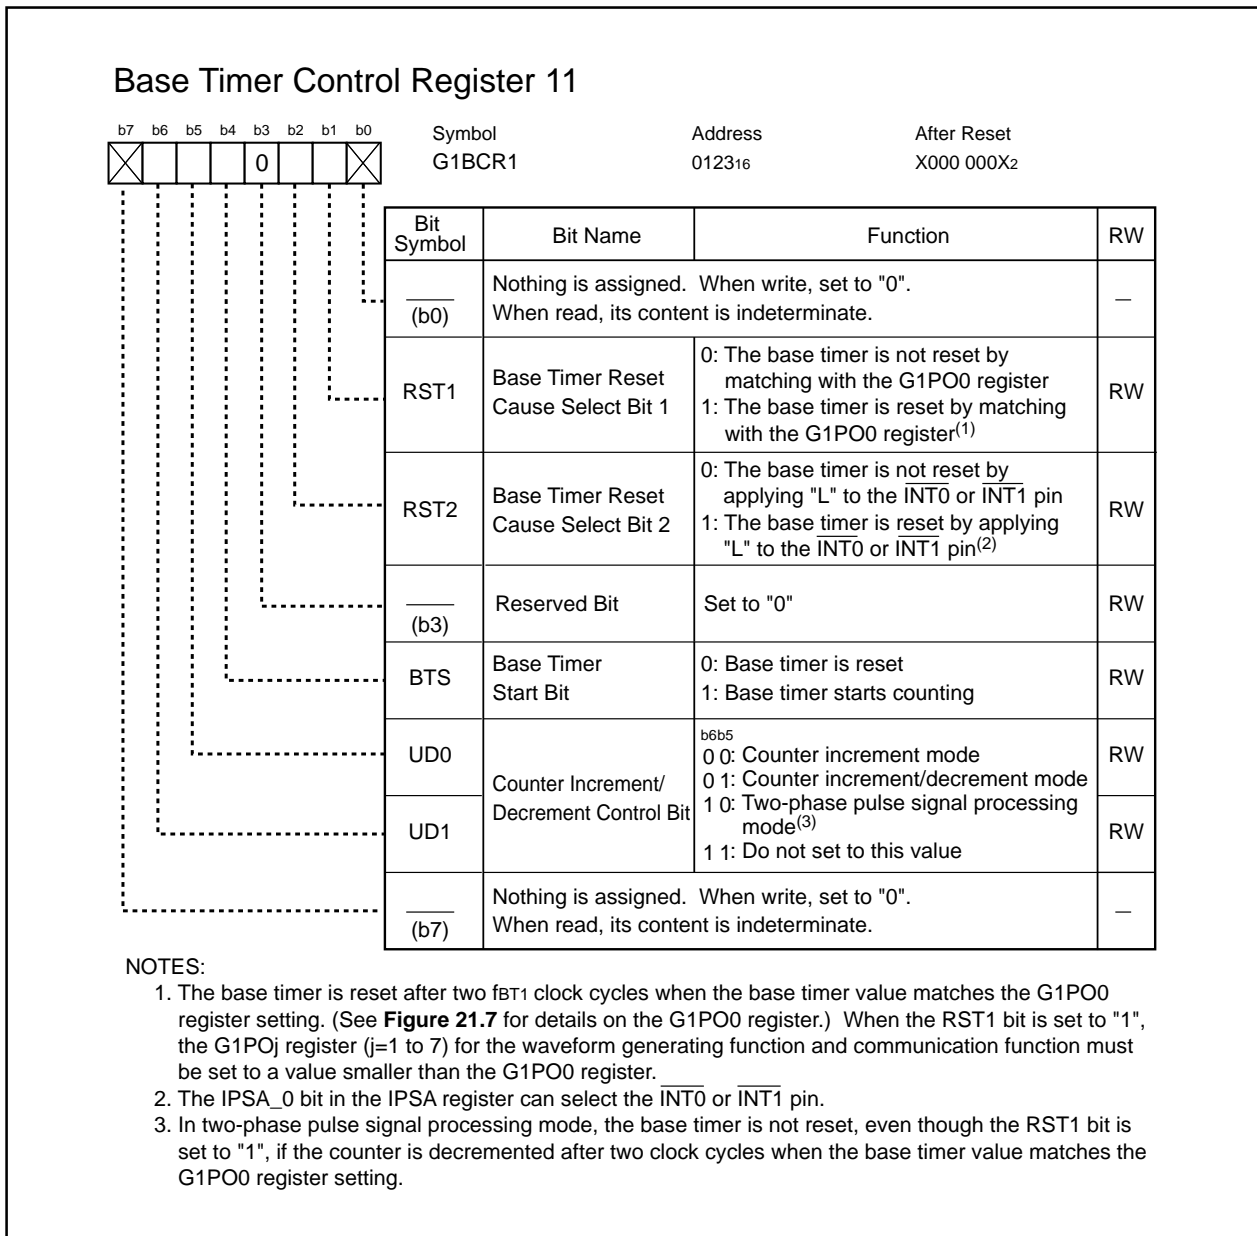 Base Timer Control Register 11
b7 b6 b5 b4 b3 b2 b1 b0
0
Symbol Address After Reset
G1BCR1 012316 X000 000X2
Bit Symbol Bit Name Function RW
(b0)
Nothing is assigned. When write, set to "0".
When read, its content is indeterminate.
—
RST1
Base Timer Reset
Cause Select Bit 1
0: The base timer is not reset by
matching with the G1PO0 register
1: The base timer is reset by matching
with the G1PO0 register(1)
RW
RST2
Base Timer Reset
Cause Select Bit 2
0: The base timer is not reset by
applying "L" to the INT0 or INT1 pin
1: The base timer is reset by applying
"L" to the INT0 or INT1 pin(2)
RW
(b3)
Reserved Bit
Set to "0"
RW
BTS
Base Timer
Start Bit
0: Base timer is reset
1: Base timer starts counting
RW
UD0
UD1
Counter Increment/
Decrement Control Bit
b6b5
0 0: Counter increment mode
0 1: Counter increment/decrement mode
1 0: Two-phase pulse signal processing
mode(3)
1 1: Do not set to this value
RW
RW
(b7)
Nothing is assigned. When write, set to "0".
When read, its content is indeterminate.
—
NOTES:
1. The base timer is reset after two fBT1 clock cycles when the base timer value matches the G1PO0
register setting. (See Figure 21.7 for details on the G1PO0 register.) When the RST1 bit is set to "1",
the G1POj register (j=1 to 7) for the waveform generating function and communication function must
be set to a value smaller than the G1PO0 register.
2. The IPSA_0 bit in the IPSA register can select the INT0 or INT1 pin.
3. In two-phase pulse signal processing mode, the base timer is not reset, even though the RST1 bit is
set to "1", if the counter is decremented after two clock cycles when the base timer value matches the
G1PO0 register setting.